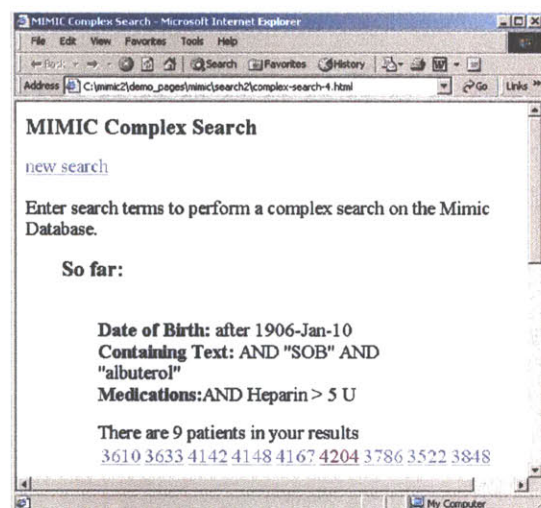 MIMIC Complex Search - Microsoft Internet Explorer
File Edit View Favorites Tools Help
Back Search Favorites History
Address C:\mimic2\demo_pages\mimic\search2\complex-search-4.html Go Links »
MIMIC Complex Search
new search
Enter search terms to perform a complex search on the Mimic
Database.
So far:
Date of Birth: after 1906-Jan-10
Containing Text: AND "SOB" AND
"albuterol"
Medications:AND Heparin > 5 U
There are 9 patients in your results
3610 3633 4142 4148 4167 4204 3786 3522 3848
My Computer